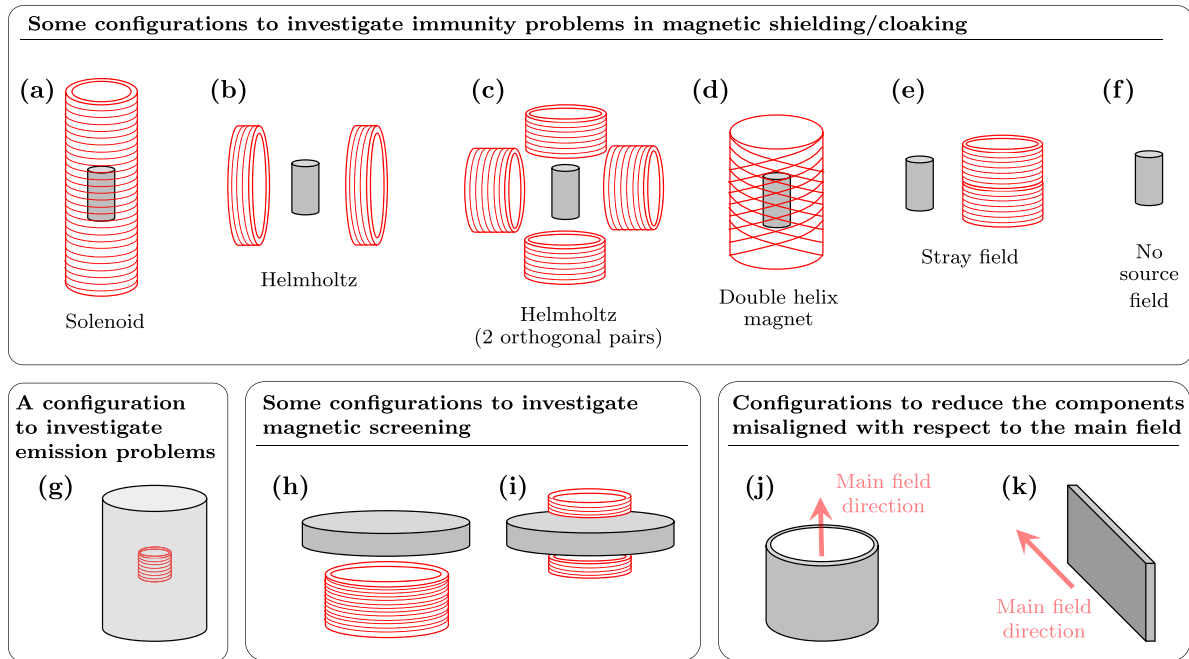 Some configurations to investigate immunity problems in magnetic shielding/cloaking
(a)
(b)
(c)
(d)
(e)
(f)
Solenoid
Helmholtz
Helmholtz
(2 orthogonal pairs)
Double helix
magnet
Stray field
No
source
field
A configuration
to investigate
emission problems
(g)
Some configurations to investigate
magnetic screening
(h)
(i)
Configurations to reduce the components
misaligned with respect to the main field
(j)
Main field
direction
(k)
Main field
direction